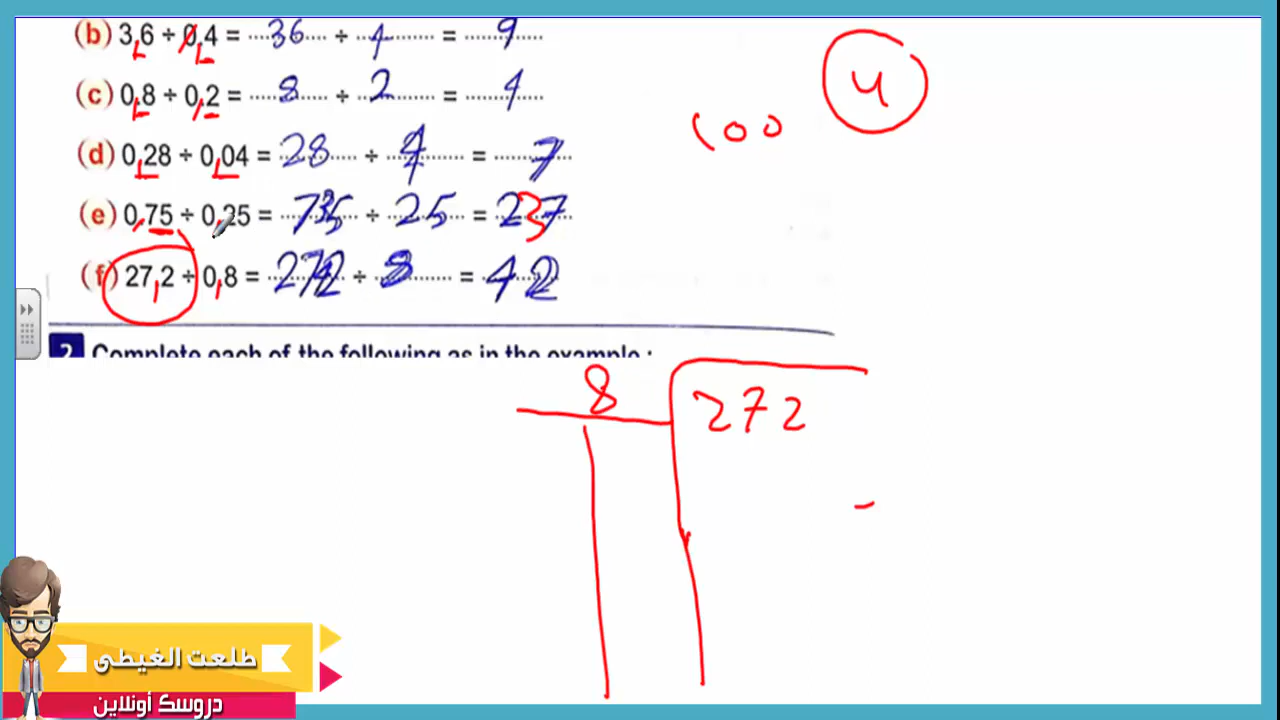 (b) 3,6 ÷ 0,4 = 36 ÷ 4 = 9
(c) 0,8 ÷ 0,2 = 8 ÷ 2 = 4
(d) 0,28 ÷ 0,04 = 28 ÷ 4 = 7
(e) 0,75 ÷ 0,25 = 75 ÷ 25 = 3
(f) 27,2 ÷ 0,8 = 272 ÷ 8 = 42
100
4
2 Complete each of the following as in the example :
8 272
-
طلعت الغيطى
دروسك أونلاين